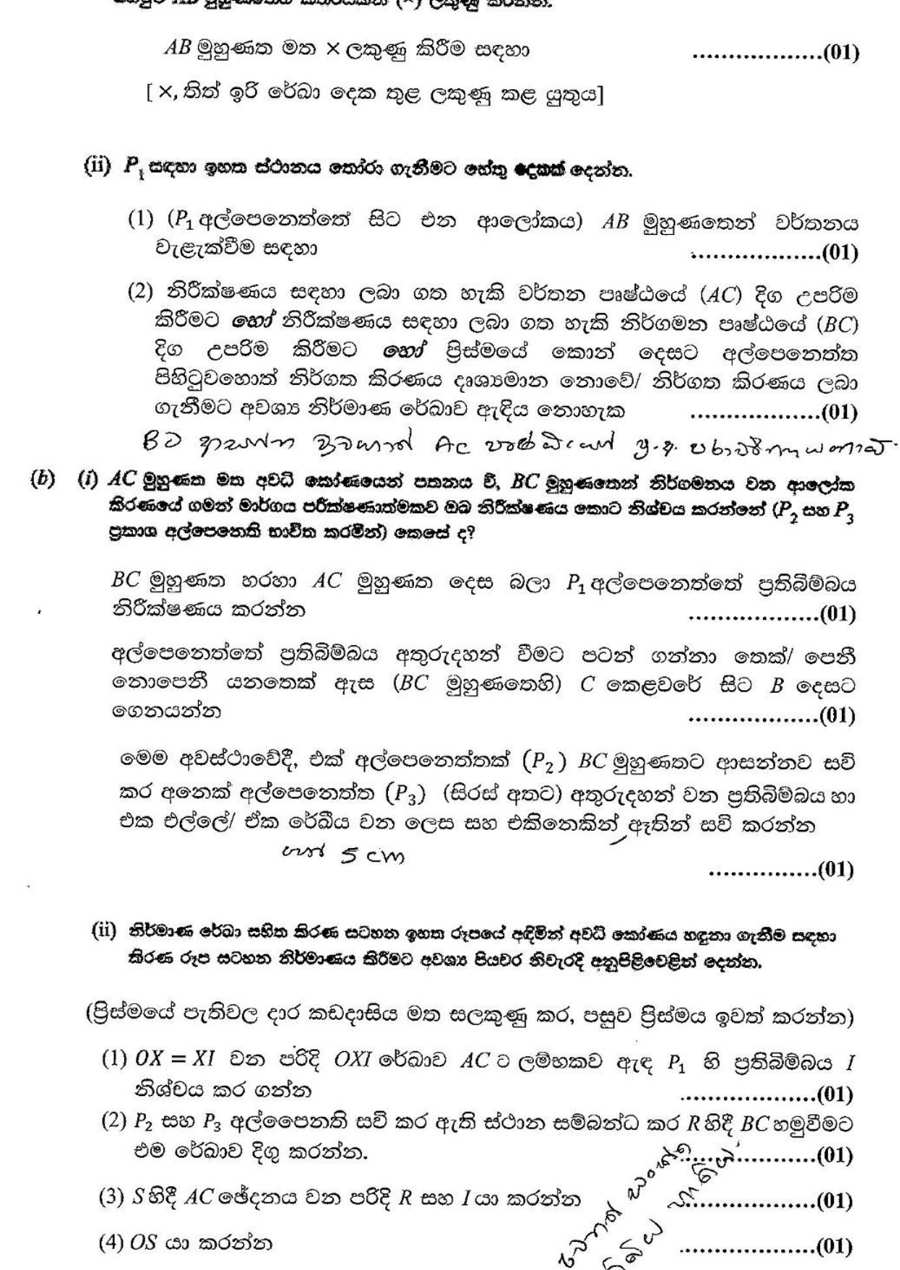 AB මුහුණත මත × ලකුණු කිරීම සඳහා ....................(01)
[ ×, තිත් ඉරි රේඛා දෙක තුළ ලකුණු කළ යුතුය]
(ii) P₁ සඳහා ඉහත ස්ථානය තෝරා ගැනීමට හේතු දෙකක් දෙන්න.
(1) (P₁ අල්පෙනෙත්තේ සිට එන ආලෝකය) AB මුහුණතෙන් වර්තනය
වැළැක්වීම සඳහා ....................(01)
(2) නිරීක්ෂණය සඳහා ලබා ගත හැකි වර්තන පෘෂ්ඨයේ (AC) දිග උපරිම
කිරීමට හෝ නිරීක්ෂණය සඳහා ලබා ගත හැකි නිර්ගමන පෘෂ්ඨයේ (BC)
දිග උපරිම කිරීමට හෝ ප්‍රිස්මයේ කොන් දෙසට අල්පෙනෙත්ත
පිහිටුවහොත් නිර්ගත කිරණය දෘශ්‍යමාන නොවේ/ නිර්ගත කිරණය ලබා
ගැනීමට අවශ්‍ය නිර්මාණ රේඛාව ඇඳිය නොහැක ....................(01)
Bට ආසන්න AC
(b) (i) AC මුහුණත මත අවධි කෝණයෙන් පතනය වී, BC මුහුණතෙන් නිර්ගමනය වන ආලෝක
කිරණයේ ගමන් මාර්ගය පරීක්ෂණාත්මකව ඔබ නිරීක්ෂණය කොට නිශ්චය කරන්නේ (P₂ සහ P₃
ප්‍රකාශ අල්පෙනෙති භාවිත කරමින්) කෙසේ ද?
BC මුහුණත හරහා AC මුහුණත දෙස බලා P₁ අල්පෙනෙත්තේ ප්‍රතිබිම්බය
නිරීක්ෂණය කරන්න ....................(01)
අල්පෙනෙත්තේ ප්‍රතිබිම්බය අතුරුදහන් වීමට පටන් ගන්නා තෙක්/ පෙනී
නොපෙනී යනතෙක් ඇස (BC මුහුණතෙහි) C කෙළවරේ සිට B දෙසට
ගෙනයන්න ....................(01)
මෙම අවස්ථාවේදී, එක් අල්පෙනෙත්තක් (P₂) BC මුහුණතට ආසන්නව සවි
කර අනෙක් අල්පෙනෙත්ත (P₃) (සිරස් අතට) අතුරුදහන් වන ප්‍රතිබිම්බය හා
එක එල්ලේ/ ඒක රේඛීය වන ලෙස සහ එකිනෙකින් ඈතින් සවි කරන්න
5 cm
.................(01)
(ii) නිර්මාණ රේඛා සහිත කිරණ සටහන ඉහත රූපයේ අඳිමින් අවධි කෝණය හඳුනා ගැනීම සඳහා
කිරණ රූප සටහන නිර්මාණය කිරීමට අවශ්‍ය පියවර නිවැරදි අනුපිළිවෙළින් දෙන්න.
(ප්‍රිස්මයේ පැතිවල දාර කඩදාසිය මත සලකුණු කර, පසුව ප්‍රිස්මය ඉවත් කරන්න)
(1) OX = XI වන පරිදි OXI රේඛාව AC ට ලම්භකව ඇඳ P₁ හි ප්‍රතිබිම්බය I
නිශ්චය කර ගන්න ....................(01)
(2) P₂ සහ P₃ අල්පෙනති සවි කර ඇති ස්ථාන සම්බන්ධ කර R හිදී BC හමුවීමට
එම රේඛාව දිගු කරන්න. ....................(01)
(3) S හිදී AC ඡේදනය වන පරිදි R සහ I යා කරන්න ....................(01)
(4) OS යා කරන්න ....................(01)